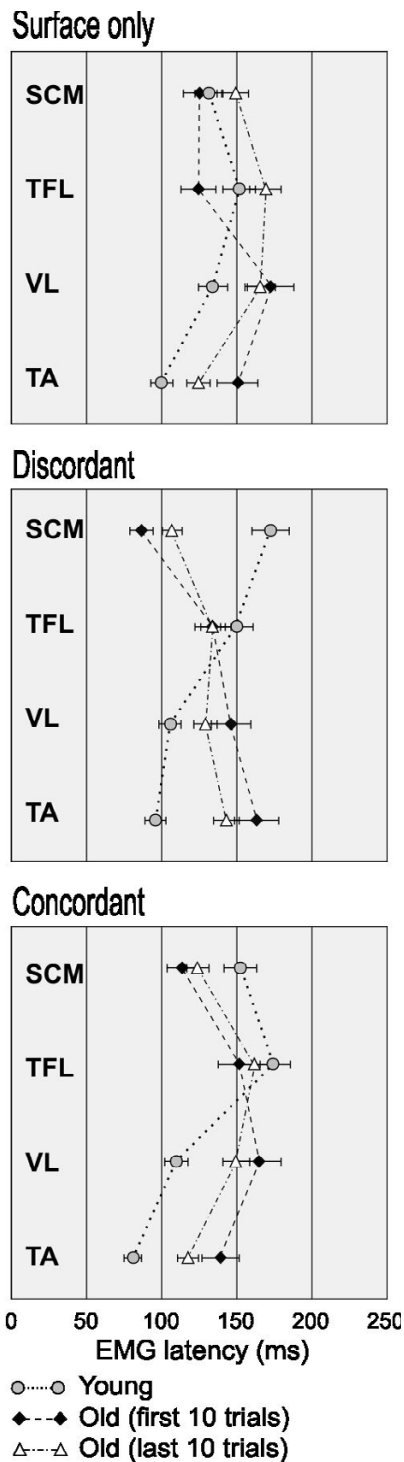 Surface only
SCM
TFL
VL
TA
Discordant
SCM
TFL
VL
TA
Concordant
SCM
TFL
VL
TA
0 50 100 150 200 250
EMG latency (ms)
Young
Old (first 10 trials)
Old (last 10 trials)